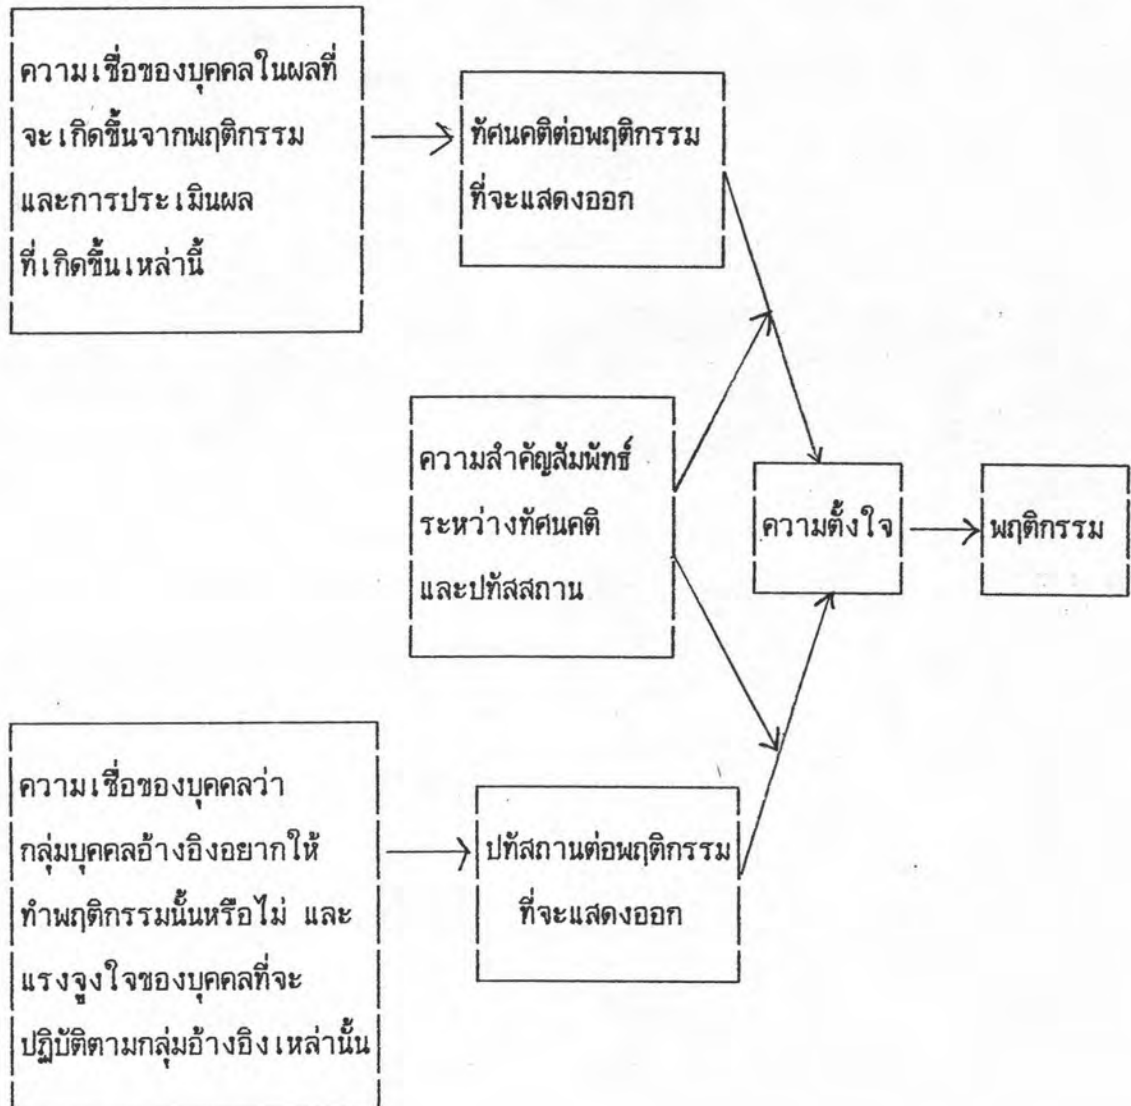 ความเชื่อของบุคคลในผลที่
จะเกิดขึ้นจากพฤติกรรม
และการประเมินผล
ที่เกิดขึ้นเหล่านี้
ทัศนคติต่อพฤติกรรม
ที่จะแสดงออก
ความสำคัญสัมพัทธ์
ระหว่างทัศนคติ
และปทัสสถาน
ความตั้งใจ
พฤติกรรม
ความเชื่อของบุคคลว่า
กลุ่มบุคคลอ้างอิงอยากให้
ทำพฤติกรรมนั้นหรือไม่ และ
แรงจูงใจของบุคคลที่จะ
ปฏิบัติตามกลุ่มอ้างอิงเหล่านั้น
ปทัสถานต่อพฤติกรรม
ที่จะแสดงออก